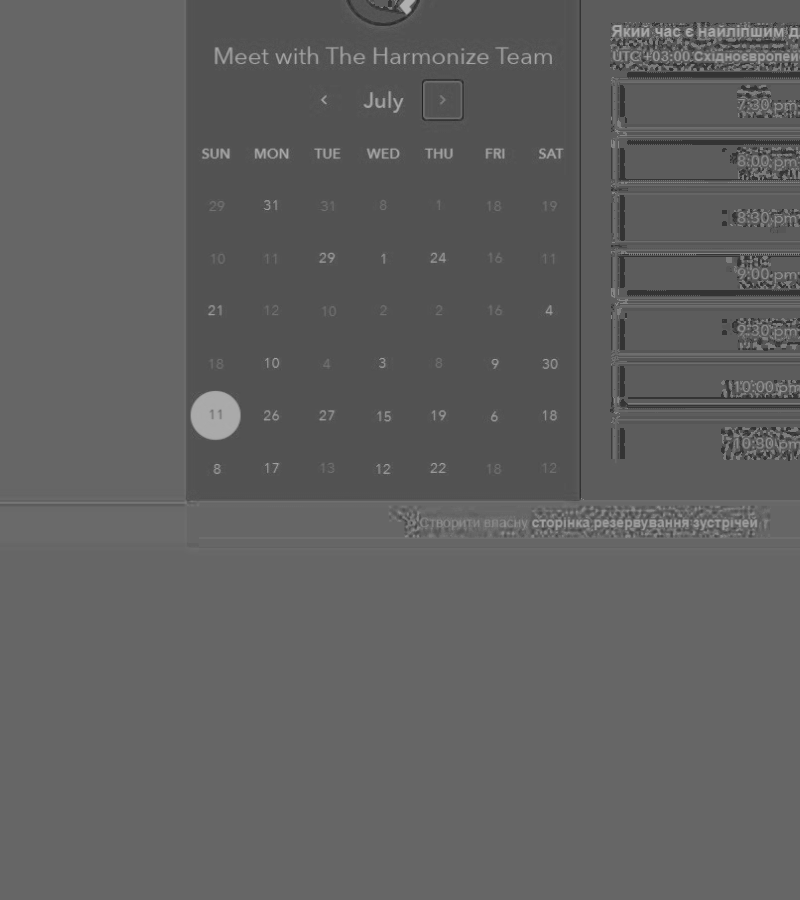 Meet with The Harmonize Team
July
SUN MON TUE WED THU FRI SAT
29 31 31 8 1 18 19
10 11 29 1 24 16 11
21 12 10 2 2 16 4
18 10 4 3 8 9 30
11 26 27 15 19 6 18
8 17 13 12 22 18 12
Який час є найліпшим
UTC +03:00
7:30 pm
8:00 pm
8:30 pm
9:00 pm
9:30 pm
10:00 pm
10:30 pm
Створити власну сторінка резервування зустрічей